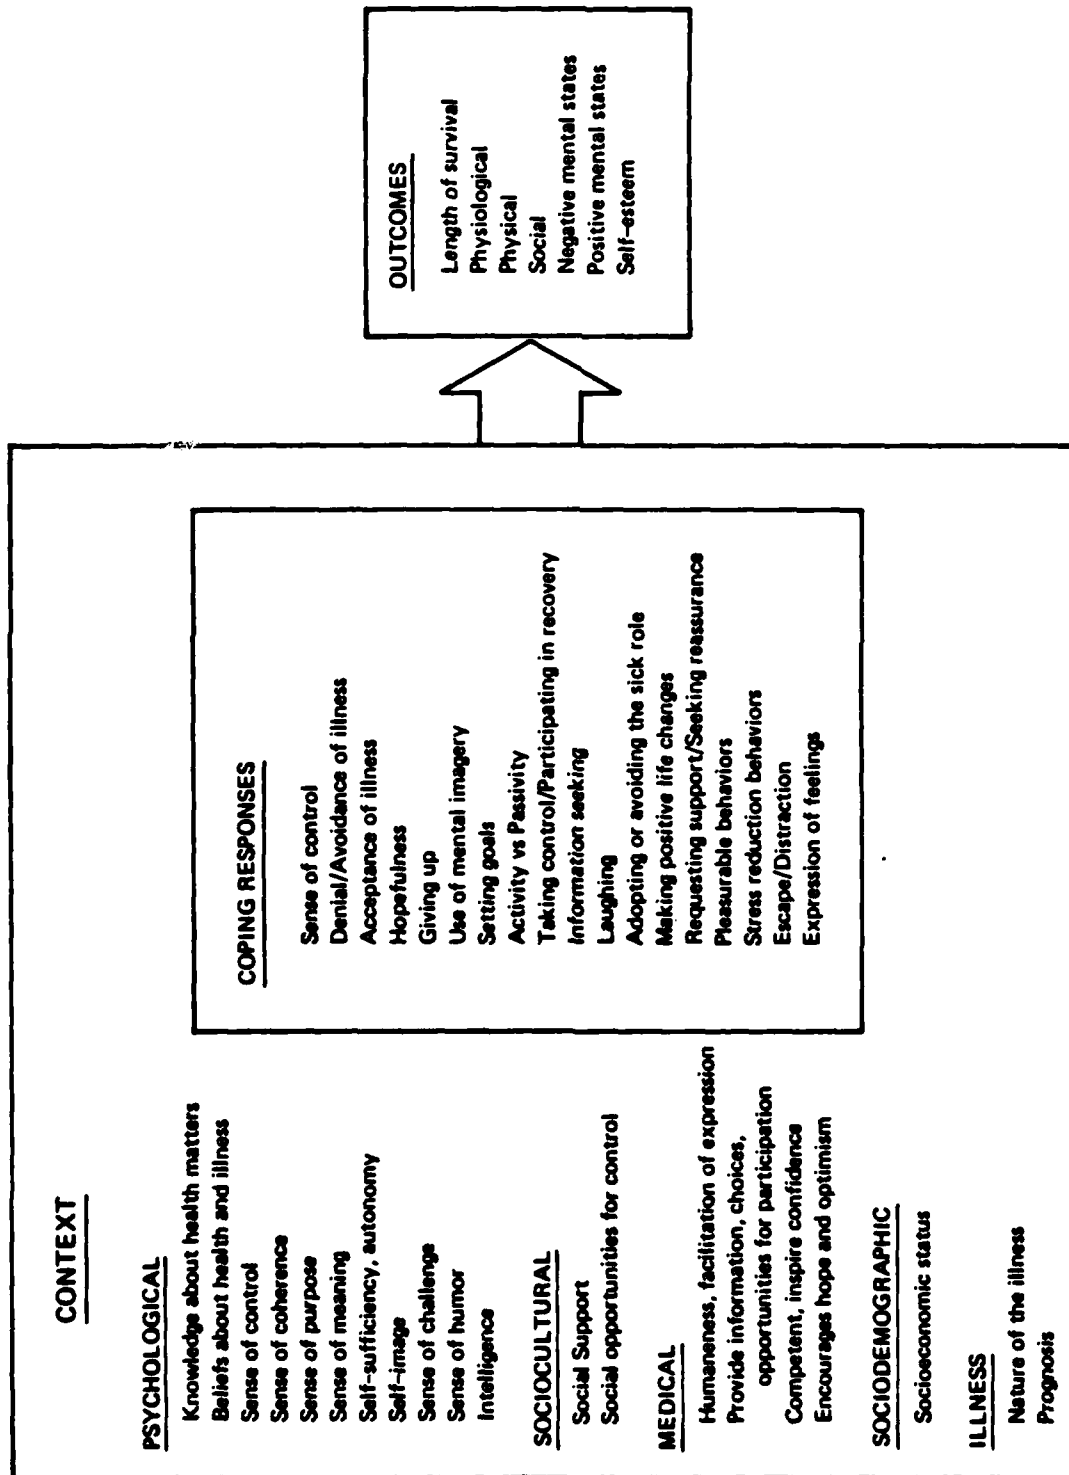 CONTEXT
PSYCHOLOGICAL
Knowledge about health matters
Beliefs about health and illness
Sense of control
Sense of coherence
Sense of purpose
Sense of meaning
Self-sufficiency, autonomy
Self-image
Sense of challenge
Sense of humor
Intelligence
SOCIOCULTURAL
Social Support
Social opportunities for control
MEDICAL
Humaneness, facilitation of expression
Provide information, choices,
opportunities for participation
Competent, inspire confidence
Encourages hope and optimism
SOCIODEMOGRAPHIC
Socioeconomic status
ILLNESS
Nature of the illness
Prognosis
COPING RESPONSES
Sense of control
Denial/Avoidance of illness
Acceptance of illness
Hopefulness
Giving up
Use of mental imagery
Setting goals
Activity vs Passivity
Taking control/Participating in recovery
Information seeking
Laughing
Adopting or avoiding the sick role
Making positive life changes
Requesting support/Seeking reassurance
Pleasurable behaviors
Stress reduction behaviors
Escape/Distraction
Expression of feelings
OUTCOMES
Length of survival
Physiological
Physical
Social
Negative mental states
Positive mental states
Self-esteem